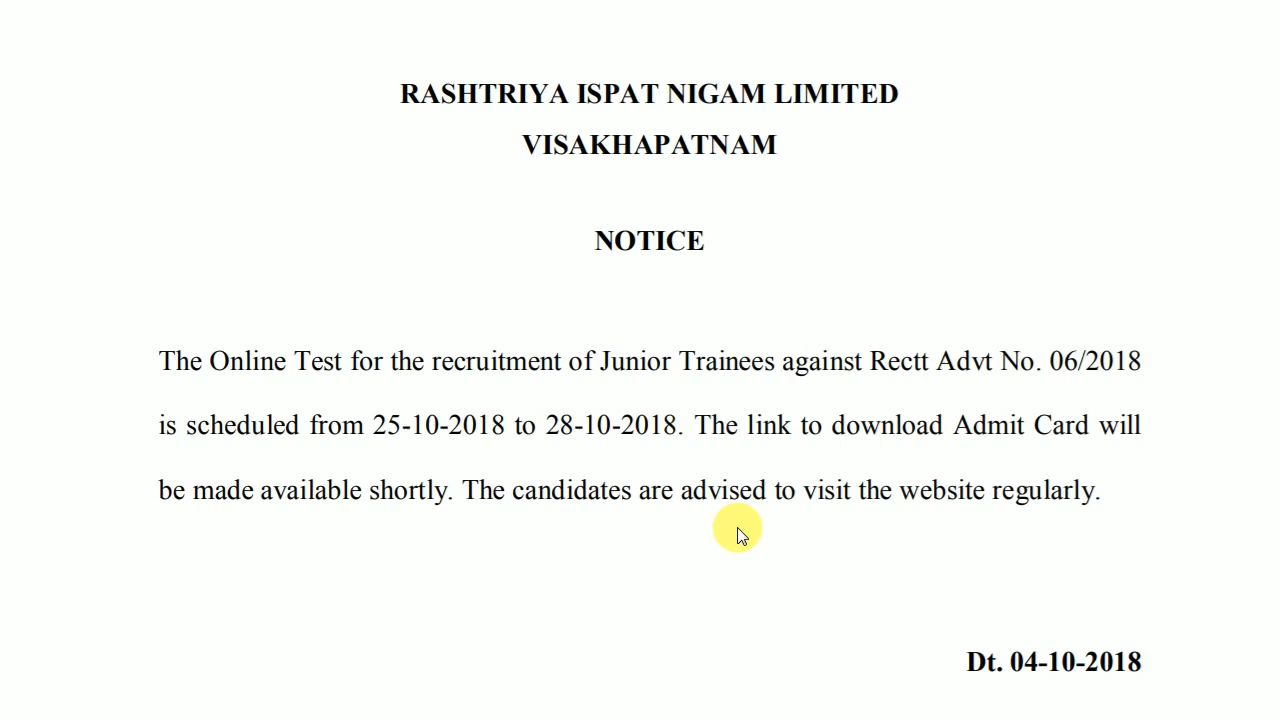 RASHTRIYA ISPAT NIGAM LIMITED
VISAKHAPATNAM
NOTICE
The Online Test for the recruitment of Junior Trainees against Rectt Advt No. 06/2018
is scheduled from 25-10-2018 to 28-10-2018. The link to download Admit Card will
be made available shortly. The candidates are advised to visit the website regularly.
Dt. 04-10-2018